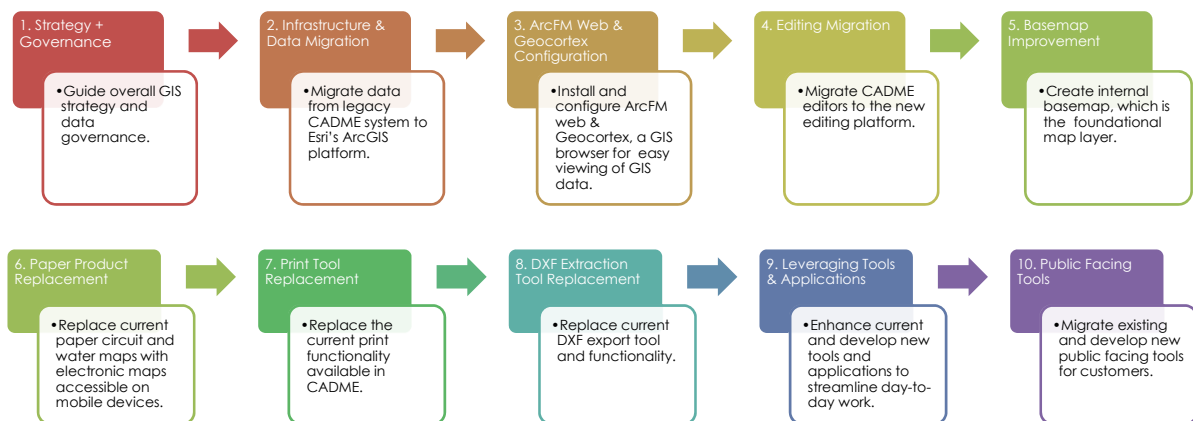 1. Strategy +
Governance
•Guide overall GIS
strategy and
data
governance.
2. Infrastructure &
Data Migration
•Migrate data
from legacy
CADME system to
Esri's ArcGIS
platform.
3. ArcFM Web &
Geocortex
Configuration
•Install and
configure ArcFM
web &
Geocortex, a GIS
browser for easy
viewing of GIS
data.
4. Editing Migration
•Migrate CADME
editors to the new
editing platform.
5. Basemap
Improvement
•Create internal
basemap, which is
the foundational
map layer.
6. Paper Product
Replacement
•Replace current
paper circuit and
water maps with
electronic maps
accessible on
mobile devices.
7. Print Tool
Replacement
•Replace the
current print
functionality
available in
CADME.
8. DXF Extraction
Tool Replacement
•Replace current
DXF export tool
and functionality.
9. Leveraging Tools
& Applications
•Enhance current
and develop new
tools and
applications to
streamline day-to-
day work.
10. Public Facing
Tools
•Migrate existing
and develop new
public facing tools
for customers.